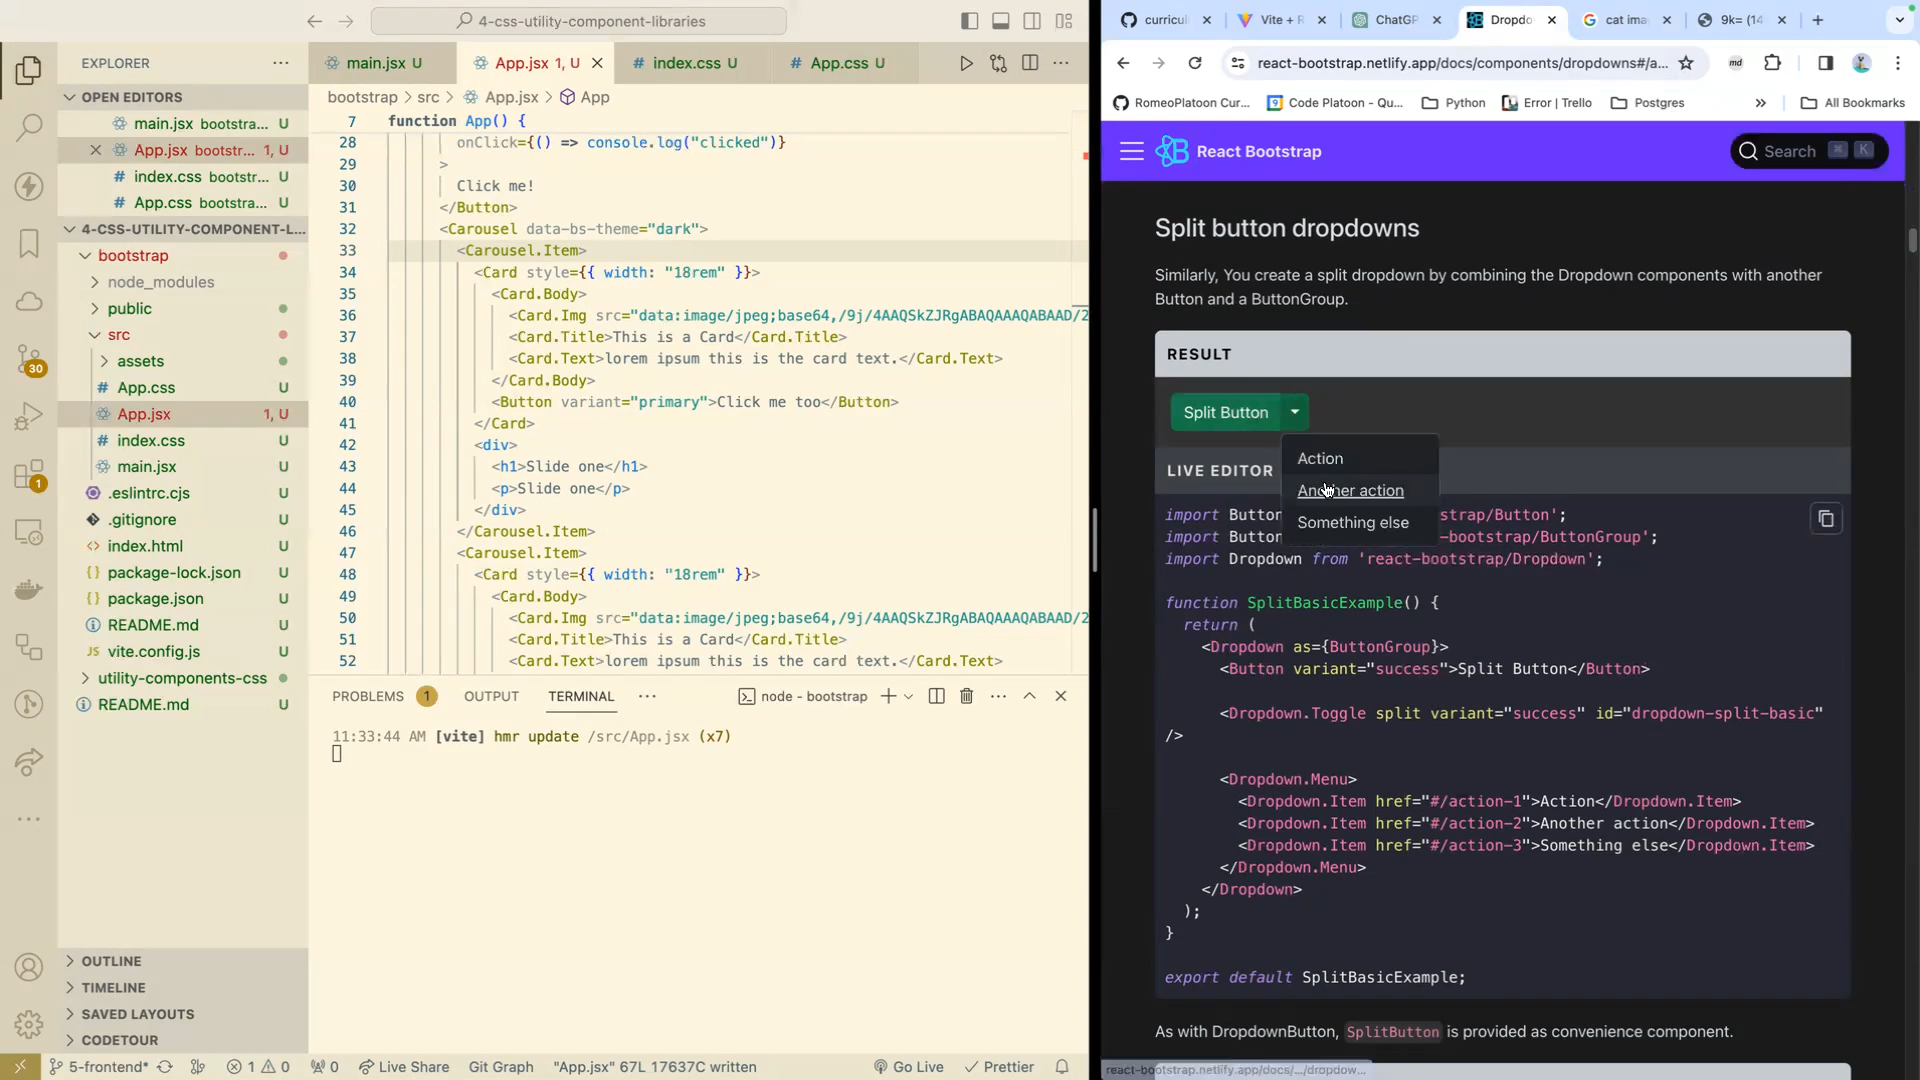 4-css-utility-component-libraries
EXPLORER
OPEN EDITORS
main.jsx bootstra... U
App.jsx bootstr... 1, U
# index.css bootstr... U
# App.css bootstra... U
4-CSS-UTILITY-COMPONENT-L...
bootstrap
node_modules
public
src
assets
# App.css U
App.jsx 1, U
# index.css U
main.jsx U
.eslintrc.cjs U
.gitignore U
<> index.html U
{} package-lock.json U
{} package.json U
README.md U
JS vite.config.js U
utility-components-css
README.md U
OUTLINE
TIMELINE
SAVED LAYOUTS
CODETOUR
30
1
main.jsx U
App.jsx 1, U
# index.css U
# App.css U
bootstrap > src > App.jsx > App
7 function App() {
28 onClick={() => console.log("clicked")}
29 >
30 Click me!
31 </Button>
32 <Carousel data-bs-theme="dark">
33 <Carousel.Item>
34 <Card style={{ width: "18rem" }}>
35 <Card.Body>
36 <Card.Img src="data:image/jpeg;base64,/9j/4AAQSkZJRgABAQAAAQABAAD/2
37 <Card.Title>This is a Card</Card.Title>
38 <Card.Text>lorem ipsum this is the card text.</Card.Text>
39 </Card.Body>
40 <Button variant="primary">Click me too</Button>
41 </Card>
42 <div>
43 <h1>Slide one</h1>
44 <p>Slide one</p>
45 </div>
46 </Carousel.Item>
47 <Carousel.Item>
48 <Card style={{ width: "18rem" }}>
49 <Card.Body>
50 <Card.Img src="data:image/jpeg;base64,/9j/4AAQSkZJRgABAQAAAQABAAD/2
51 <Card.Title>This is a Card</Card.Title>
52 <Card.Text>lorem ipsum this is the card text.</Card.Text>
PROBLEMS 1 OUTPUT TERMINAL ... node - bootstrap
11:33:44 AM [vite] hmr update /src/App.jsx (x7)
5-frontend* 1 0 0 Live Share Git Graph "App.jsx" 67L 17637C written Go Live Prettier
curricul Vite + R ChatGP Dropdo cat ima 9k= (14
react-bootstrap.netlify.app/docs/components/dropdowns#/a...
RomeoPlatoon Cur... Code Platoon - Qu... Python Error | Trello Postgres » All Bookmarks
React Bootstrap
Search ⌘ K
Split button dropdowns
Similarly, You create a split dropdown by combining the Dropdown components with another
Button and a ButtonGroup.
RESULT
Split Button
Action
LIVE EDITOR
Another action
Something else
import Button strap/Button';
import Button -bootstrap/ButtonGroup';
import Dropdown from 'react-bootstrap/Dropdown';
function SplitBasicExample() {
return (
<Dropdown as={ButtonGroup}>
<Button variant="success">Split Button</Button>
<Dropdown.Toggle split variant="success" id="dropdown-split-basic"
/>
<Dropdown.Menu>
<Dropdown.Item href="#/action-1">Action</Dropdown.Item>
<Dropdown.Item href="#/action-2">Another action</Dropdown.Item>
<Dropdown.Item href="#/action-3">Something else</Dropdown.Item>
</Dropdown.Menu>
</Dropdown>
);
}
export default SplitBasicExample;
As with DropdownButton, SplitButton is provided as convenience component.
react-bootstrap.netlify.app/docs/.../dropdow...